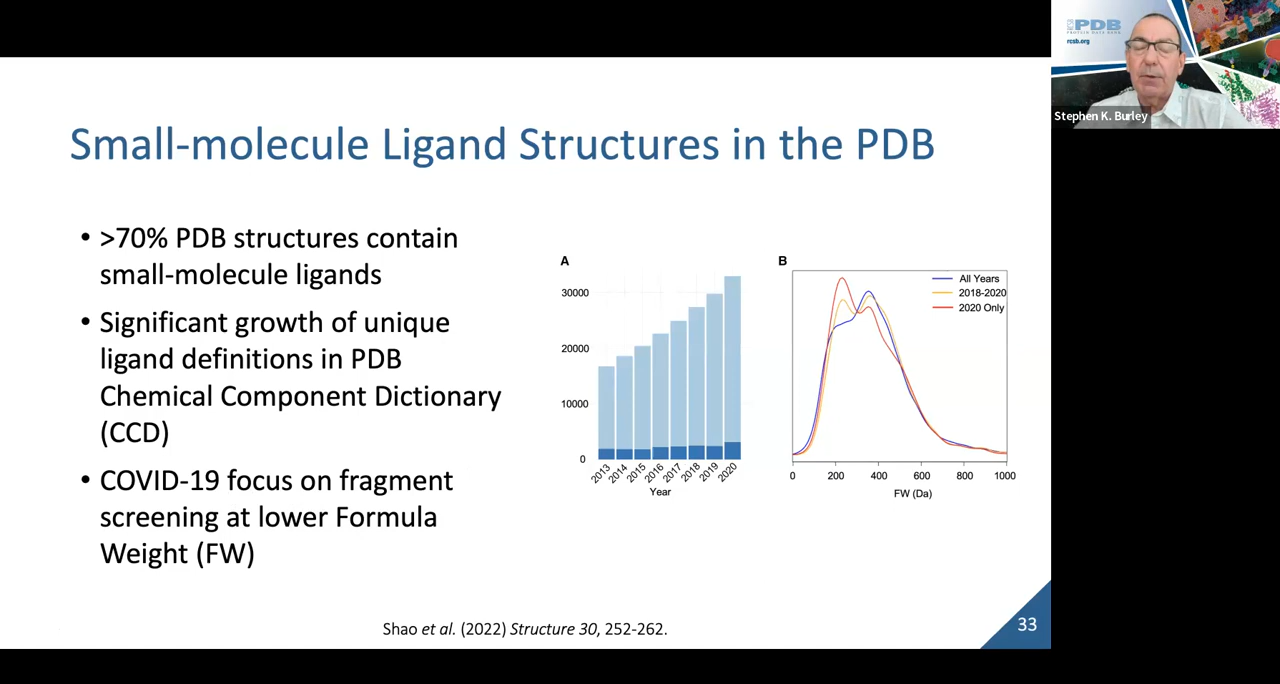 PDB
PROTEIN DATA BANK
rcsb.org
Stephen K. Burley
Small-molecule Ligand Structures in the PDB
• >70% PDB structures contain
small-molecule ligands
• Significant growth of unique
ligand definitions in PDB
Chemical Component Dictionary
(CCD)
• COVID-19 focus on fragment
screening at lower Formula
Weight (FW)
A
30000
20000
10000
0
2013
2014
2015
2016
2017
2018
2019
2020
Year
B
All Years
2018-2020
2020 Only
0 200 400 600 800 1000
FW (Da)
Shao et al. (2022) Structure 30, 252-262.
33